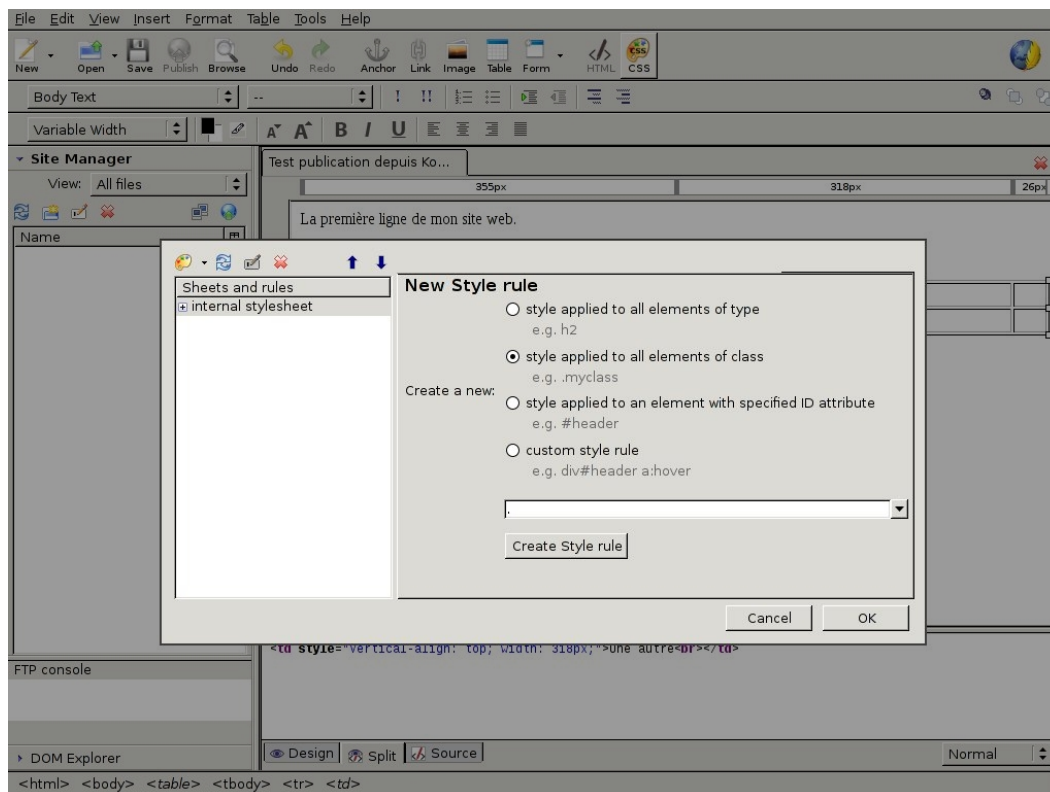 File Edit View Insert Format Table Tools Help
New Open Save Publish Browse Undo Redo Anchor Link Image Table Form HTML CSS
Body Text -- ! !!
Variable Width A A B I U
Site Manager
Test publication depuis Ko...
View: All files
355px 318px 26px
La première ligne de mon site web.
Name
Sheets and rules
internal stylesheet
New Style rule
Create a new:
style applied to all elements of type
e.g. h2
style applied to all elements of class
e.g. .myclass
style applied to an element with specified ID attribute
e.g. #header
custom style rule
e.g. div#header a:hover
.
Create Style rule
Cancel OK
<td style="vertical-align: top; width: 318px;">Une autre<br></td>
FTP console
DOM Explorer
Design Split Source Normal
<html> <body> <table> <tbody> <tr> <td>